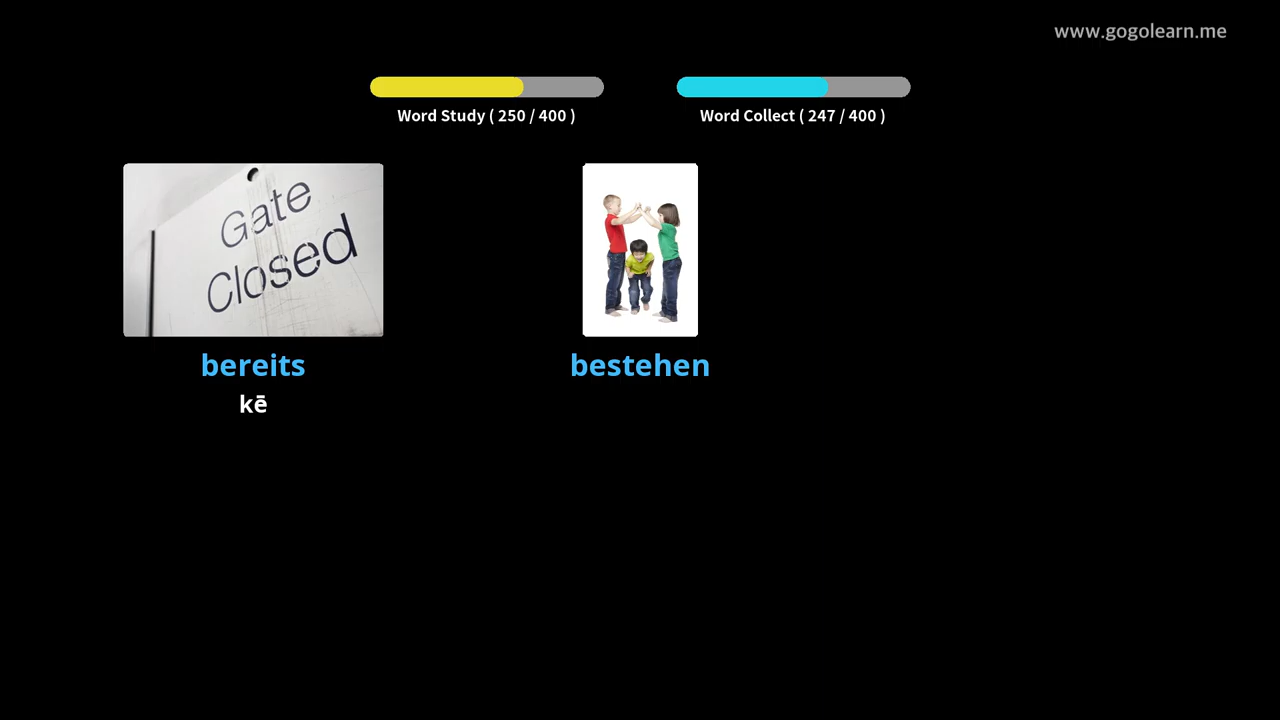 www.gogolearn.me
Word Study ( 250 / 400 )
Word Collect ( 247 / 400 )
Gate
Closed
bereits
bestehen
kē